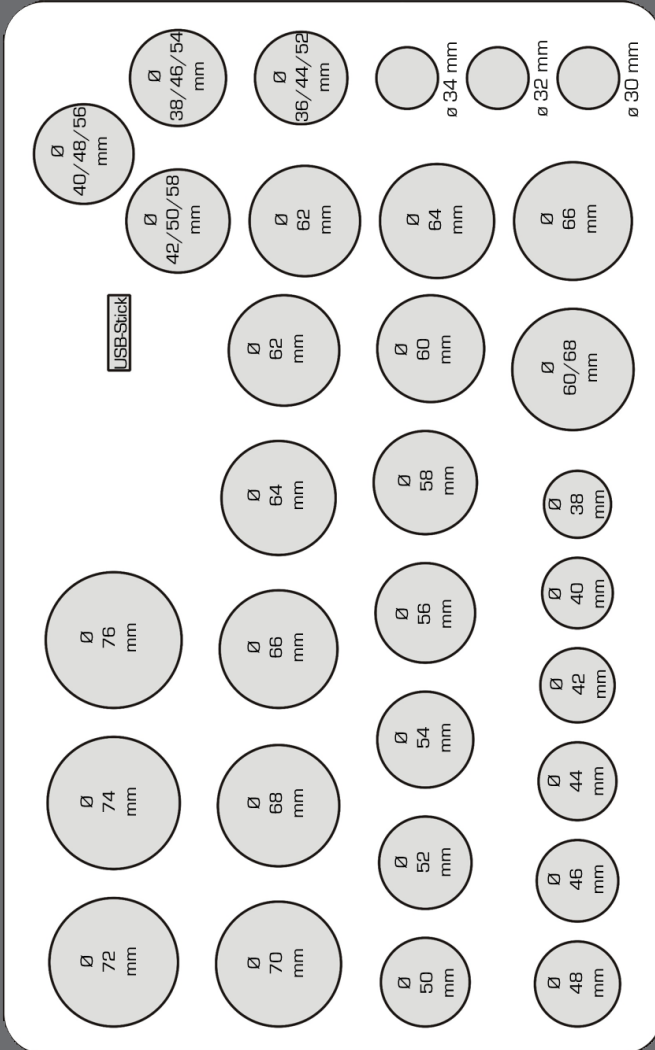 Ø
40/48/56
mm
Ø
38/46/54
mm
Ø
36/44/52
mm
ø 34 mm
ø 32 mm
ø 30 mm
Ø
42/50/58
mm
Ø
62
mm
Ø
64
mm
Ø
66
mm
USB-Stick
Ø
62
mm
Ø
60
mm
Ø
60/68
mm
Ø
64
mm
Ø
58
mm
Ø
38
mm
Ø
76
mm
Ø
66
mm
Ø
56
mm
Ø
40
mm
Ø
42
mm
Ø
74
mm
Ø
68
mm
Ø
54
mm
Ø
44
mm
Ø
52
mm
Ø
46
mm
Ø
72
mm
Ø
70
mm
Ø
50
mm
Ø
48
mm